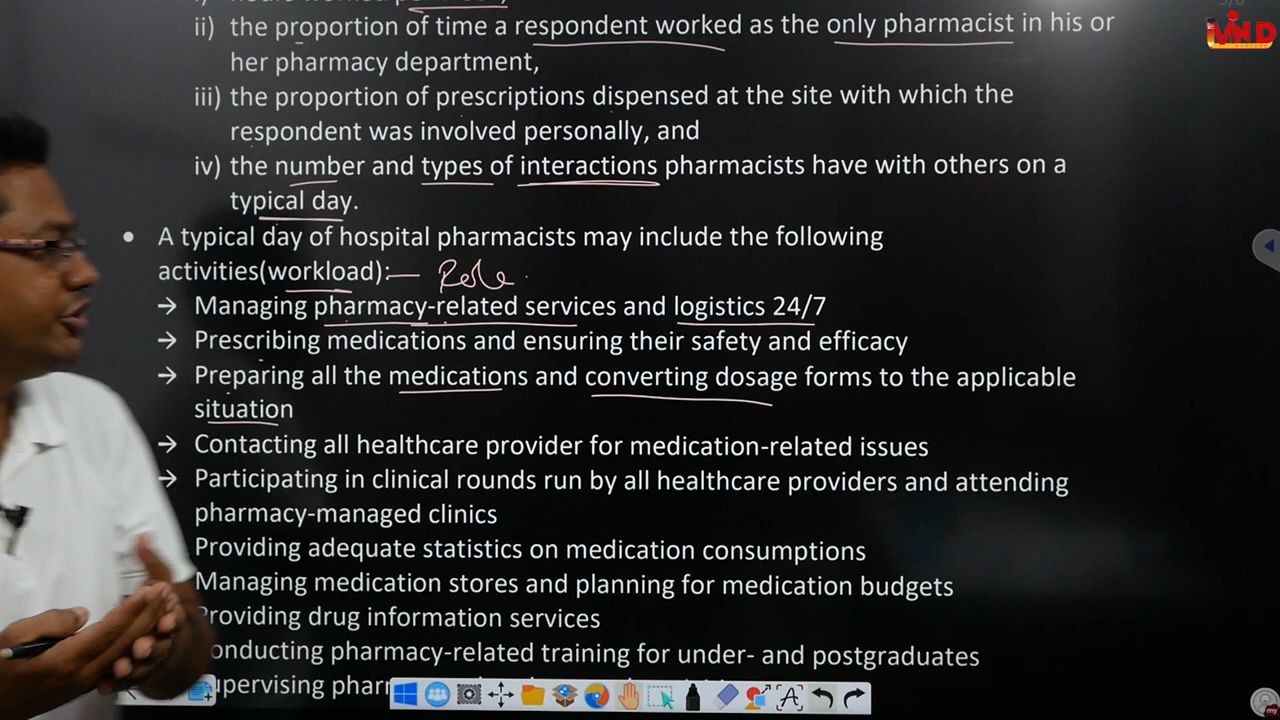 ii) the proportion of time a respondent worked as the only pharmacist in his or
her pharmacy department,
iii) the proportion of prescriptions dispensed at the site with which the
respondent was involved personally, and
iv) the number and types of interactions pharmacists have with others on a
typical day.
• A typical day of hospital pharmacists may include the following
activities(workload):— Role
→ Managing pharmacy-related services and logistics 24/7
→ Prescribing medications and ensuring their safety and efficacy
→ Preparing all the medications and converting dosage forms to the applicable
situation
→ Contacting all healthcare provider for medication-related issues
→ Participating in clinical rounds run by all healthcare providers and attending
pharmacy-managed clinics
Providing adequate statistics on medication consumptions
Managing medication stores and planning for medication budgets
Providing drug information services
onducting pharmacy-related training for under- and postgraduates
upervising phar